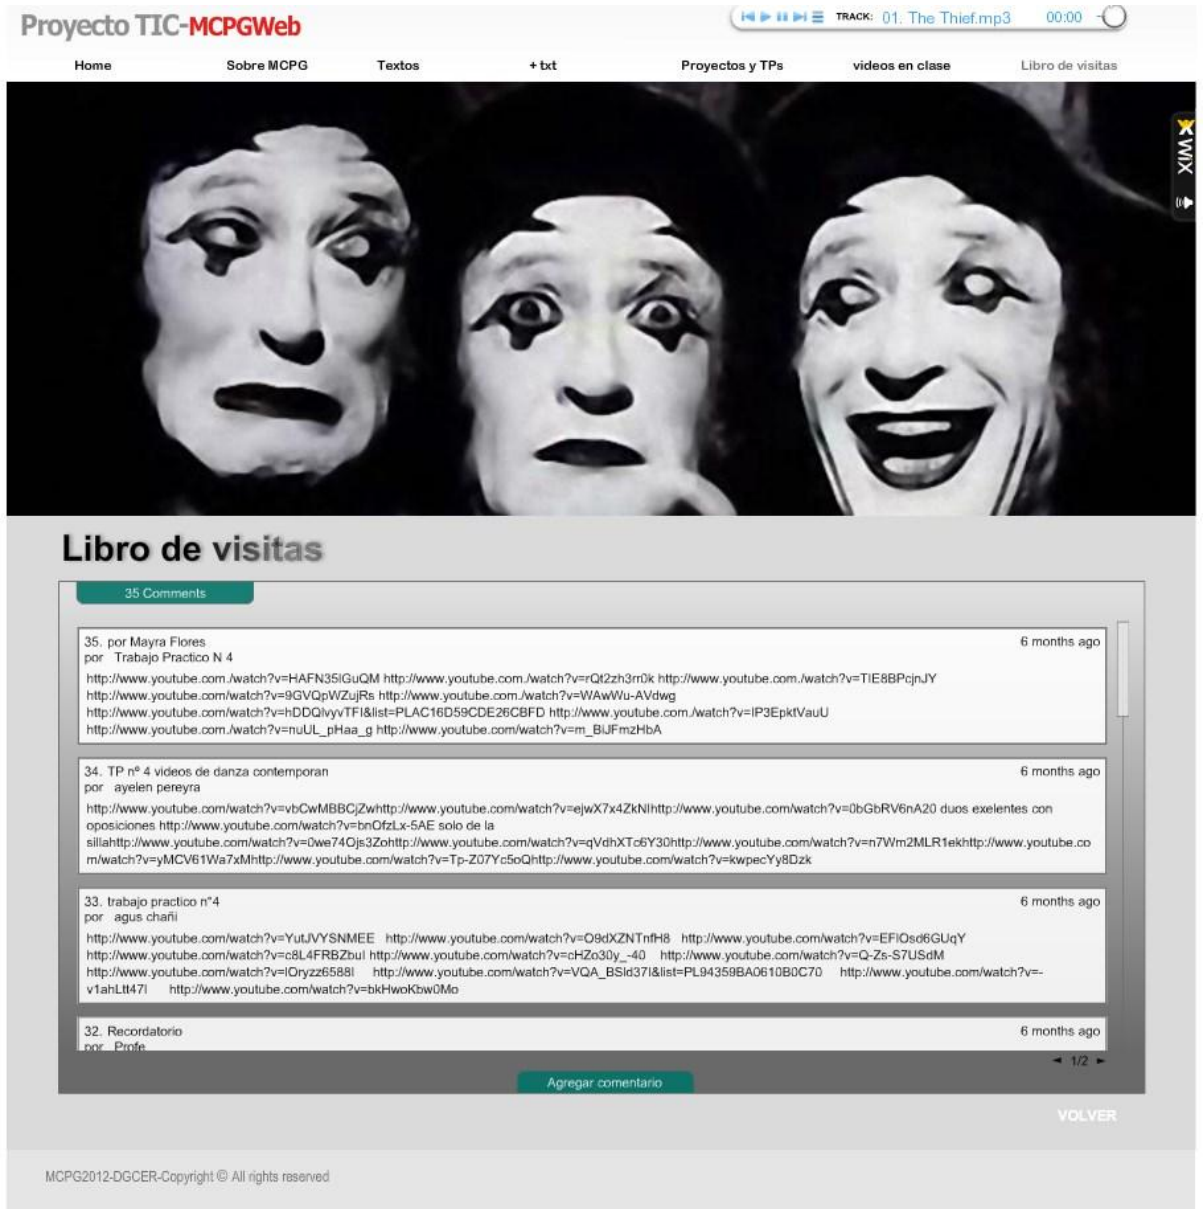 Proyecto TIC-MCPGWeb
TRACK: 01. The Thief.mp3 00:00
Home Sobre MCPG Textos + txt Proyectos y TPs videos en clase Libro de visitas
WiX
Libro de visitas
35 Comments
35. por Mayra Flores 6 months ago
por Trabajo Practico N 4
http://www.youtube.com./watch?v=HAFN35lGuQM http://www.youtube.com./watch?v=rQt2zh3rr0k http://www.youtube.com./watch?v=TIE8BPcjnJY
http://www.youtube.com/watch?v=9GVQpWZujRs http://www.youtube.com/watch?v=WAwWu-AVdwg
http://www.youtube.com/watch?v=hDDQlvyvTFI&list=PLAC16D59CDE26CBFD http://www.youtube.com./watch?v=IP3EpktVauU
http://www.youtube.com./watch?v=nuUL_pHaa_g http://www.youtube.com/watch?v=m_BiJFmzHbA
34. TP nº 4 videos de danza contemporan 6 months ago
por ayelen pereyra
http://www.youtube.com/watch?v=vbCwMBBCjZwhttp://www.youtube.com/watch?v=ejwX7x4ZkNIhttp://www.youtube.com/watch?v=0bGbRV6nA20 duos exelentes con
oposiciones http://www.youtube.com/watch?v=bnOfzLx-5AE solo de la
sillahttp://www.youtube.com/watch?v=0we74Ojs3Zohttp://www.youtube.com/watch?v=qVdhXTc6Y30http://www.youtube.com/watch?v=n7Wm2MLR1ekhttp://www.youtube.co
m/watch?v=yMCV61Wa7xMhttp://www.youtube.com/watch?v=Tp-Z07Yc5oQhttp://www.youtube.com/watch?v=kwpecYy8Dzk
33. trabajo practico n°4 6 months ago
por agus chañi
http://www.youtube.com/watch?v=YutJVYSNMEE http://www.youtube.com/watch?v=O9dXZNTnfH8 http://www.youtube.com/watch?v=EFlOsd6GUqY
http://www.youtube.com/watch?v=c8L4FRBZbuI http://www.youtube.com/watch?v=cHZo30y_-40 http://www.youtube.com/watch?v=Q-Zs-S7USdM
http://www.youtube.com/watch?v=lOryzz6588I http://www.youtube.com/watch?v=VQA_BSld37I&list=PL94359BA0610B0C70 http://www.youtube.com/watch?v=-
v1ahLtt47I http://www.youtube.com/watch?v=bkHwoKbw0Mo
32. Recordatorio 6 months ago
por Profe
1/2
Agregar comentario
VOLVER
MCPG2012-DGCER-Copyright © All rights reserved